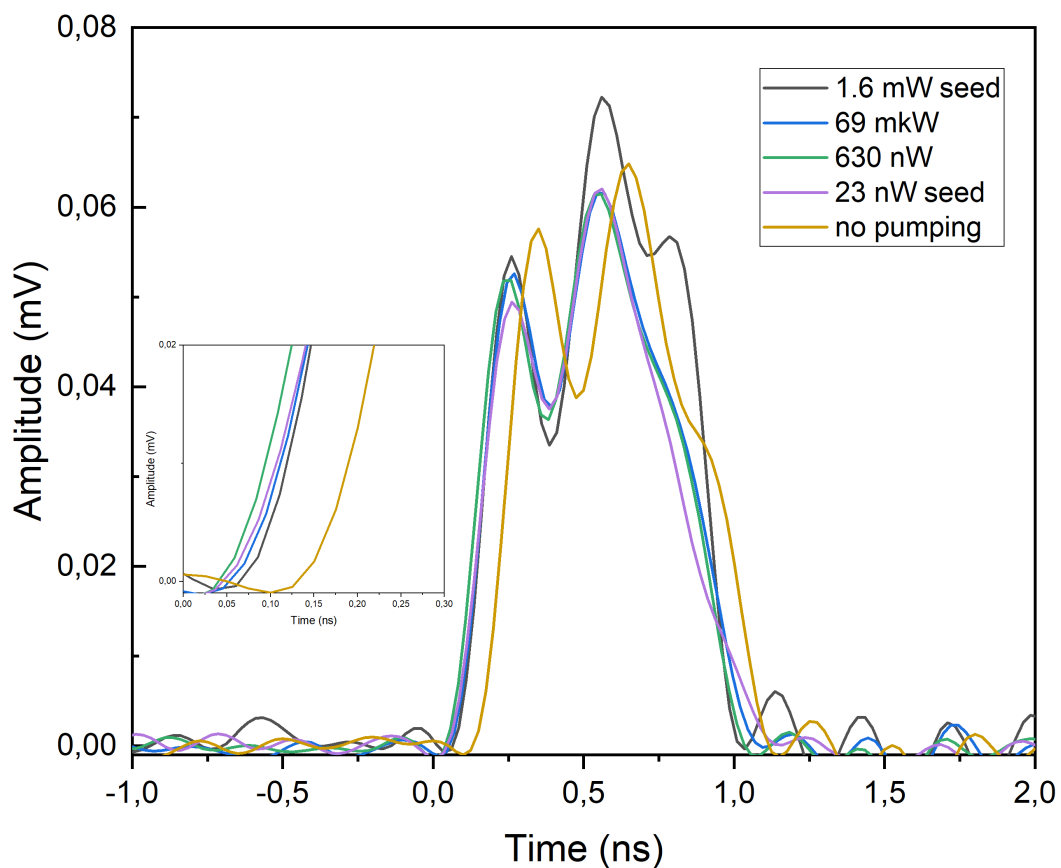 0,08
0,06
0,04
0,02
0,00
Amplitude (mV)
1.6 mW seed
69 mkW
630 nW
23 nW seed
no pumping
0,02
0,00
Amplitude (mV)
0,00 0,05 0,10 0,15 0,20 0,25 0,30
Time (ns)
-1,0 -0,5 0,0 0,5 1,0 1,5 2,0
Time (ns)